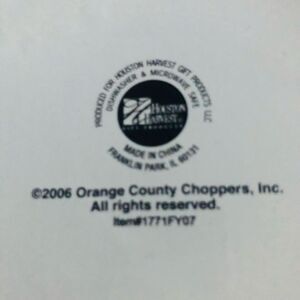 PRODUCED FOR HOUSTON HARVEST GIFT PRODUCTS LLC
DISHWASHER & MICROWAVE SAFE
HOUSTON
HARVEST
GIFT PRODUCTS
MADE IN CHINA
FRANKLIN PARK, IL 60131
©2006 Orange County Choppers, Inc.
All rights reserved.
Item#1771FY07